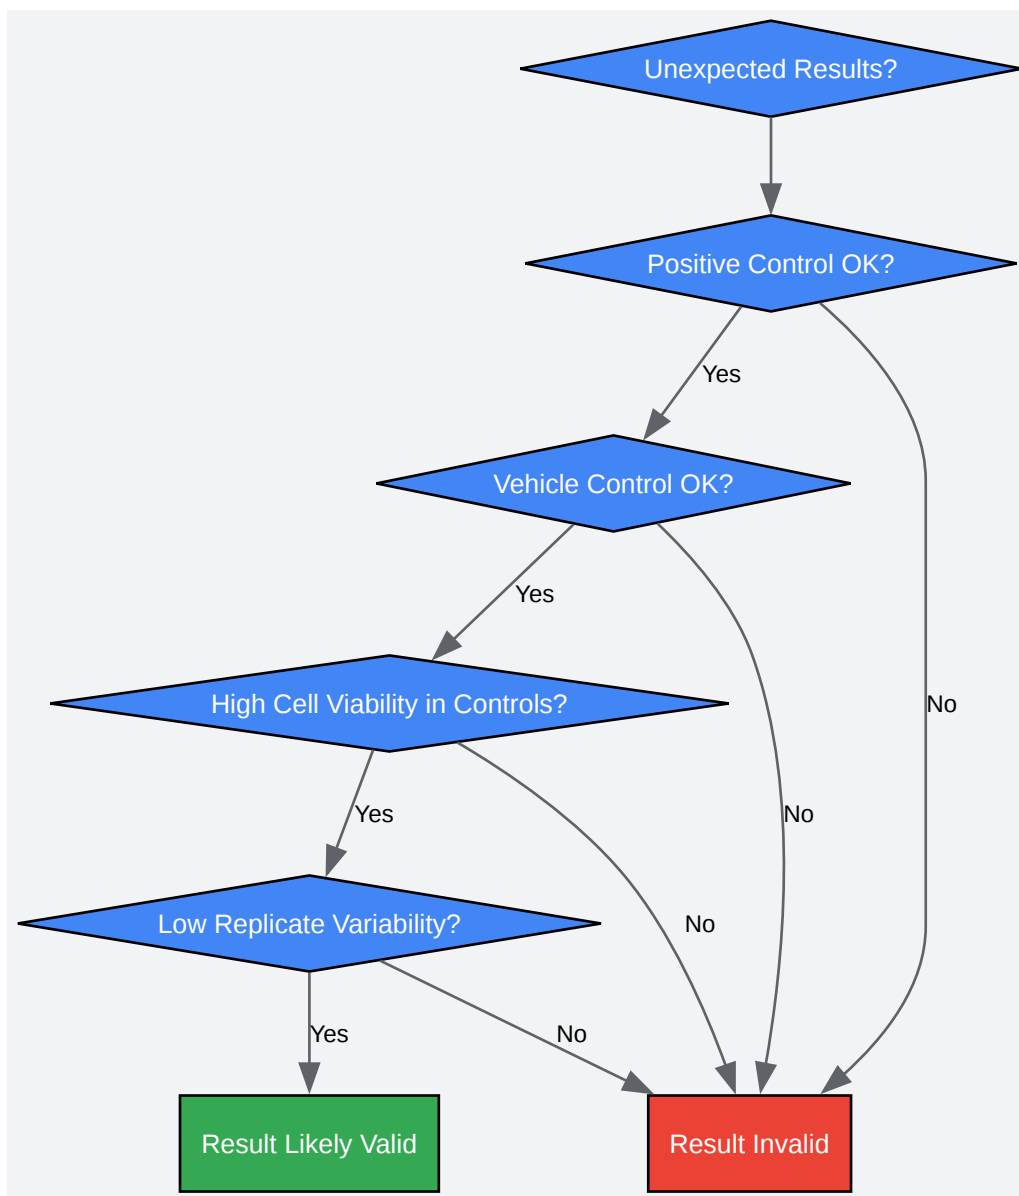 Unexpected Results?
Positive Control OK?
Yes
Vehicle Control OK?
Yes
High Cell Viability in Controls?
No
Yes
No
Low Replicate Variability?
No
Yes
No
Result Likely Valid
Result Invalid